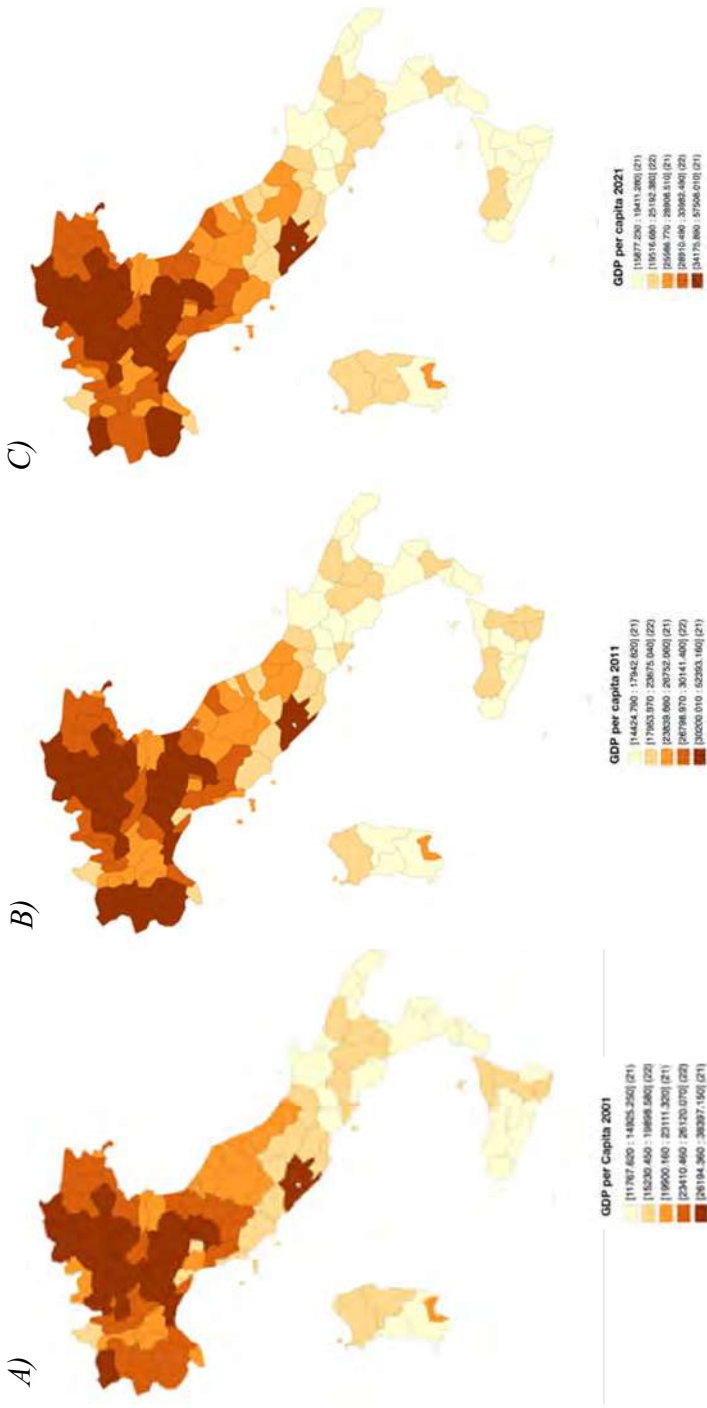 A)
GDP per Capita 2001
[11767.620 : 14925.250] (21)
[15230.450 : 19898.580] (22)
[19900.160 : 23111.320] (21)
[23410.460 : 26120.070] (22)
[26194.360 : 38397.150] (21)
B)
GDP per capita 2011
[14424.790 : 17942.620] (21)
[17953.970 : 23675.040] (22)
[23839.660 : 26752.060] (21)
[26798.970 : 30141.400] (22)
[30200.010 : 52393.160] (21)
C)
GDP per capita 2021
[15877.230 : 19411.280] (21)
[19516.680 : 25192.380] (22)
[25566.770 : 28808.510] (21)
[28910.490 : 33982.490] (22)
[34175.890 : 57508.010] (21)